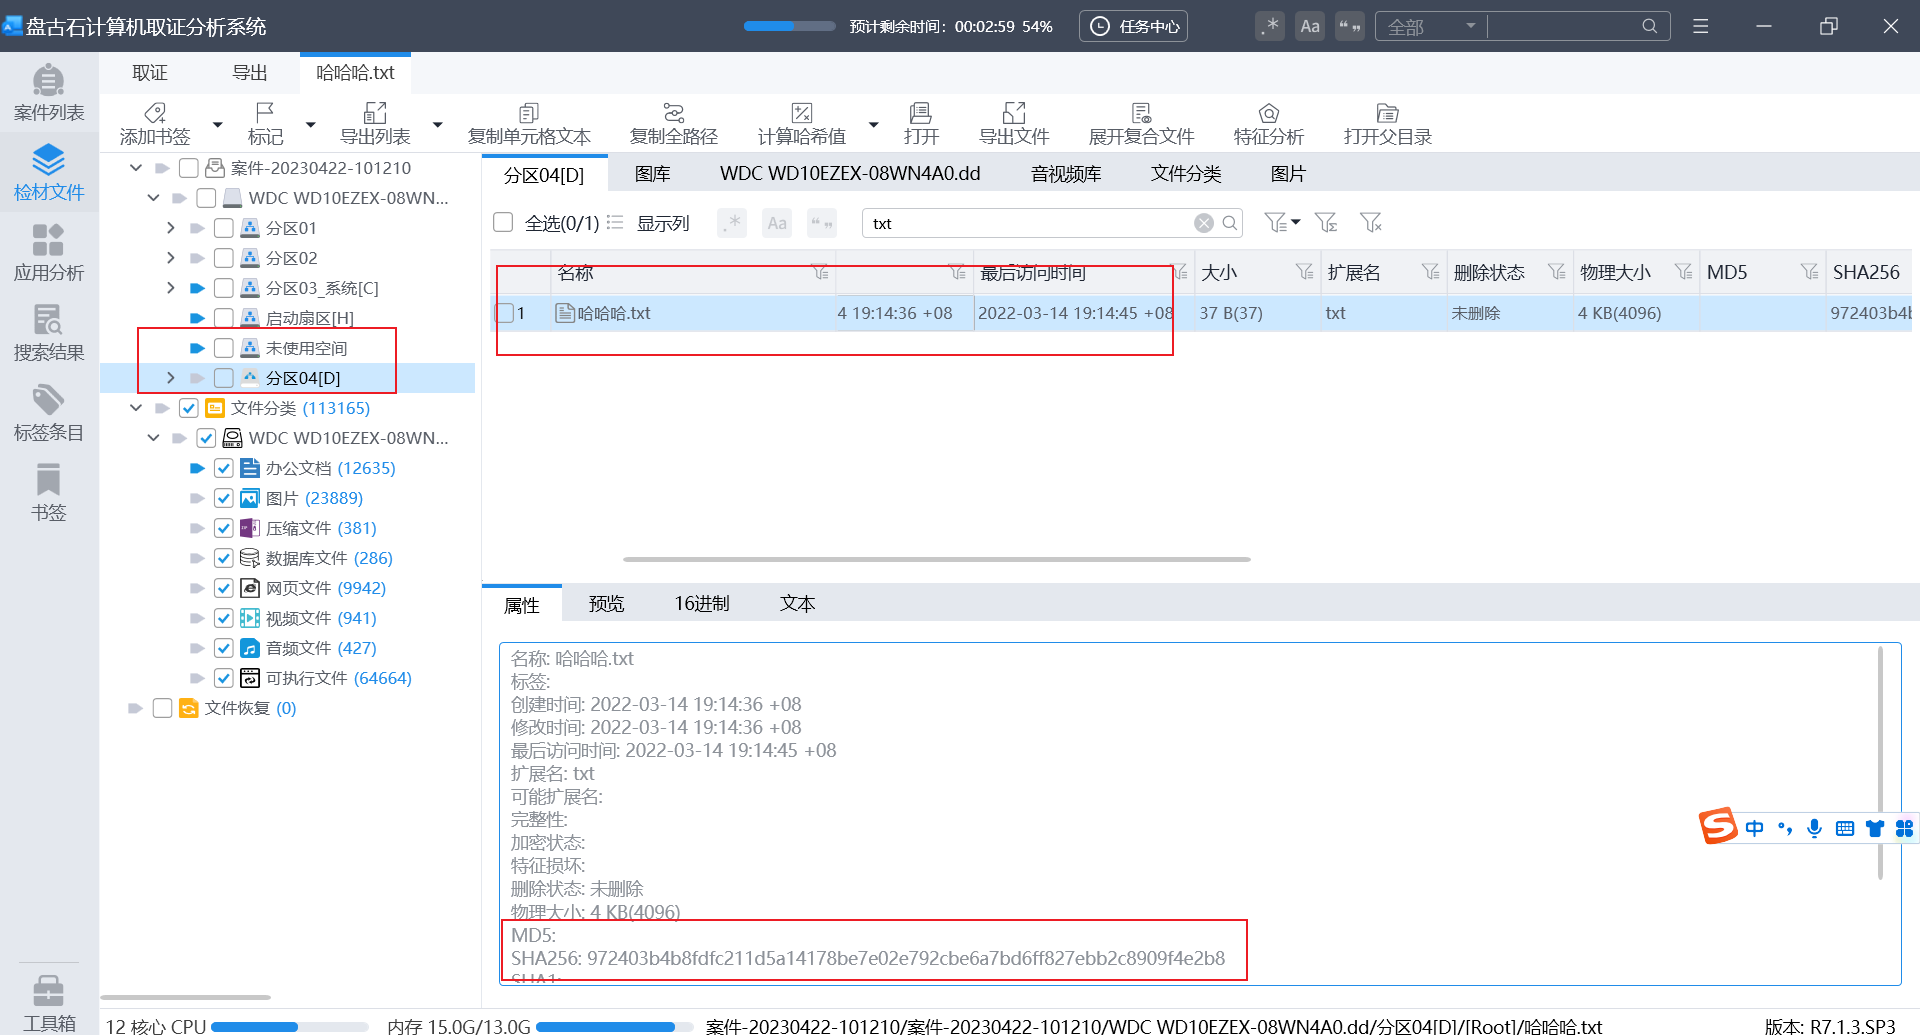 盘古石计算机取证分析系统
预计剩余时间: 00:02:59 54%
任务中心
.* Aa “„ 全部
案件列表
检材文件
应用分析
搜索结果
标签条目
书签
工具箱
取证 导出 哈哈哈.txt
添加书签 标记 导出列表 复制单元格文本 复制全路径 计算哈希值 打开 导出文件 展开复合文件 特征分析 打开父目录
案件-20230422-101210
WDC WD10EZEX-08WN...
分区01
分区02
分区03_系统[C]
启动扇区[H]
未使用空间
分区04[D]
文件分类 (113165)
WDC WD10EZEX-08WN...
办公文档 (12635)
图片 (23889)
压缩文件 (381)
数据库文件 (286)
网页文件 (9942)
视频文件 (941)
音频文件 (427)
可执行文件 (64664)
文件恢复 (0)
分区04[D] 图库 WDC WD10EZEX-08WN4A0.dd 音视频库 文件分类 图片
全选(0/1) 显示列 .* Aa “„ txt
名称 最后访问时间 大小 扩展名 删除状态 物理大小 MD5 SHA256
1 哈哈哈.txt 4 19:14:36 +08 2022-03-14 19:14:45 +08 37 B(37) txt 未删除 4 KB(4096) 972403b4b
属性 预览 16进制 文本
名称: 哈哈哈.txt
标签:
创建时间: 2022-03-14 19:14:36 +08
修改时间: 2022-03-14 19:14:36 +08
最后访问时间: 2022-03-14 19:14:45 +08
扩展名: txt
可能扩展名:
完整性:
加密状态:
特征损坏:
删除状态: 未删除
物理大小: 4 KB(4096)
MD5:
SHA256: 972403b4b8fdfc211d5a14178be7e02e792cbe6a7bd6ff827ebb2c8909f4e2b8
SHA1:
中
12 核心 CPU 内存 15.0G/13.0G 案件-20230422-101210/案件-20230422-101210/WDC WD10EZEX-08WN4A0.dd/分区04[D]/[Root]/哈哈哈.txt 版本: R7.1.3.SP3